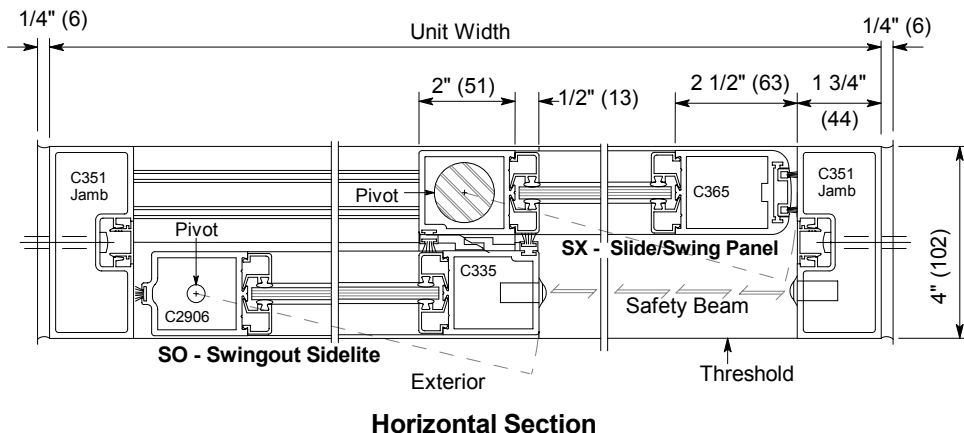 1/4" (6)
Unit Width
1/4" (6)
2" (51)
1/2" (13)
2 1/2" (63)
1 3/4"
(44)
C351
Jamb
Pivot
C365
C351
Jamb
Pivot
SX - Slide/Swing Panel
C335
4" (102)
C2906
Safety Beam
SO - Swingout Sidelite
Exterior
Threshold
Horizontal Section